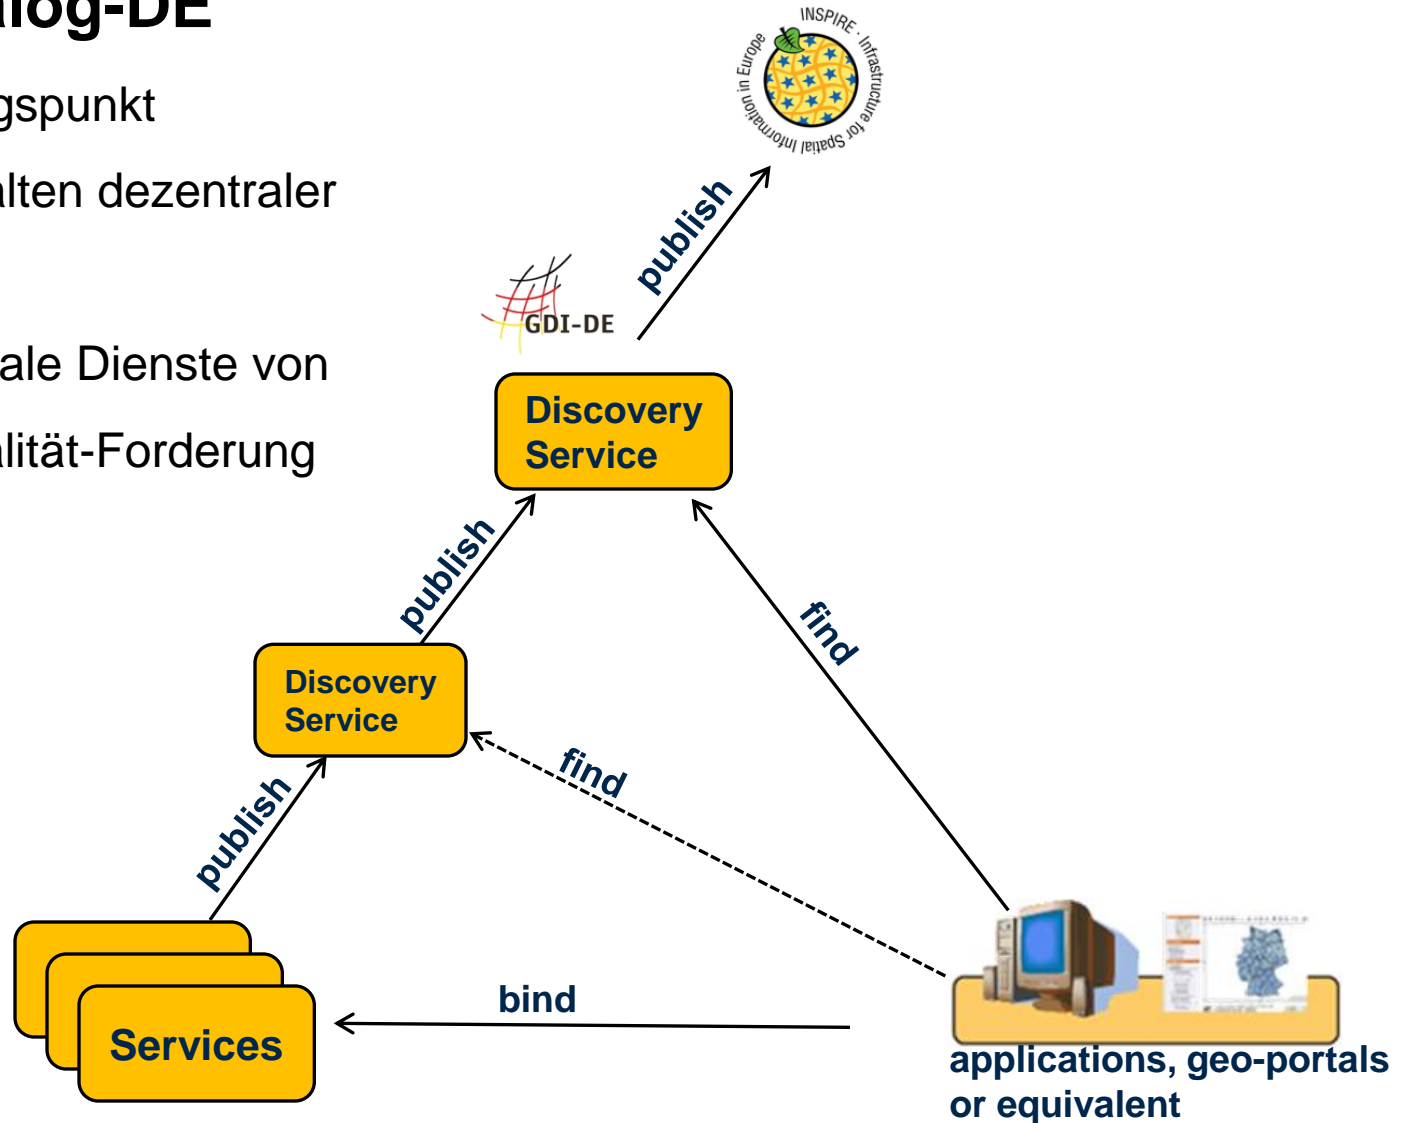 alog-DE
gspunkt
alten dezentraler
ale Dienste von
alität-Forderung
INSPIRE · Infrastructure for Spatial Information in Europe
publish
GDI-DE
Discovery
Service
publish
find
Discovery
Service
find
publish
bind
Services
applications, geo-portals
or equivalent